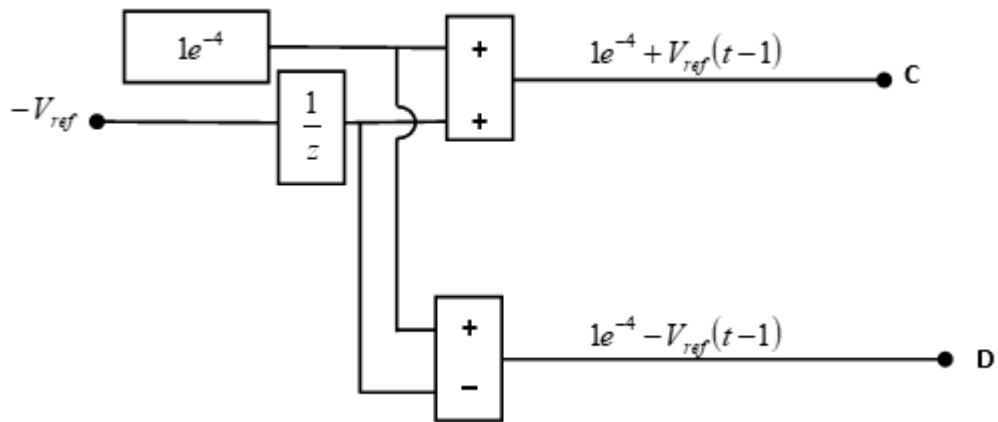 1e⁻⁴
+
1e⁻⁴ + V_ref(t−1)
C
−V_ref
1/z
+
+
1e⁻⁴ − V_ref(t−1)
D
−